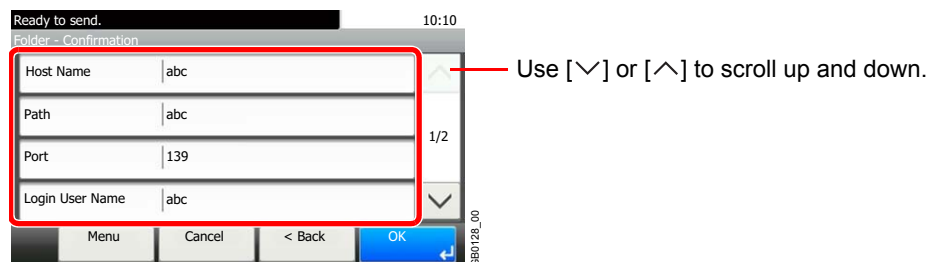 Ready to send. 10:10
Folder - Confirmation
Host Name abc
Use [∨] or [∧] to scroll up and down.
Path abc
1/2
Port 139
Login User Name abc
Menu Cancel < Back OK
GB0128_00